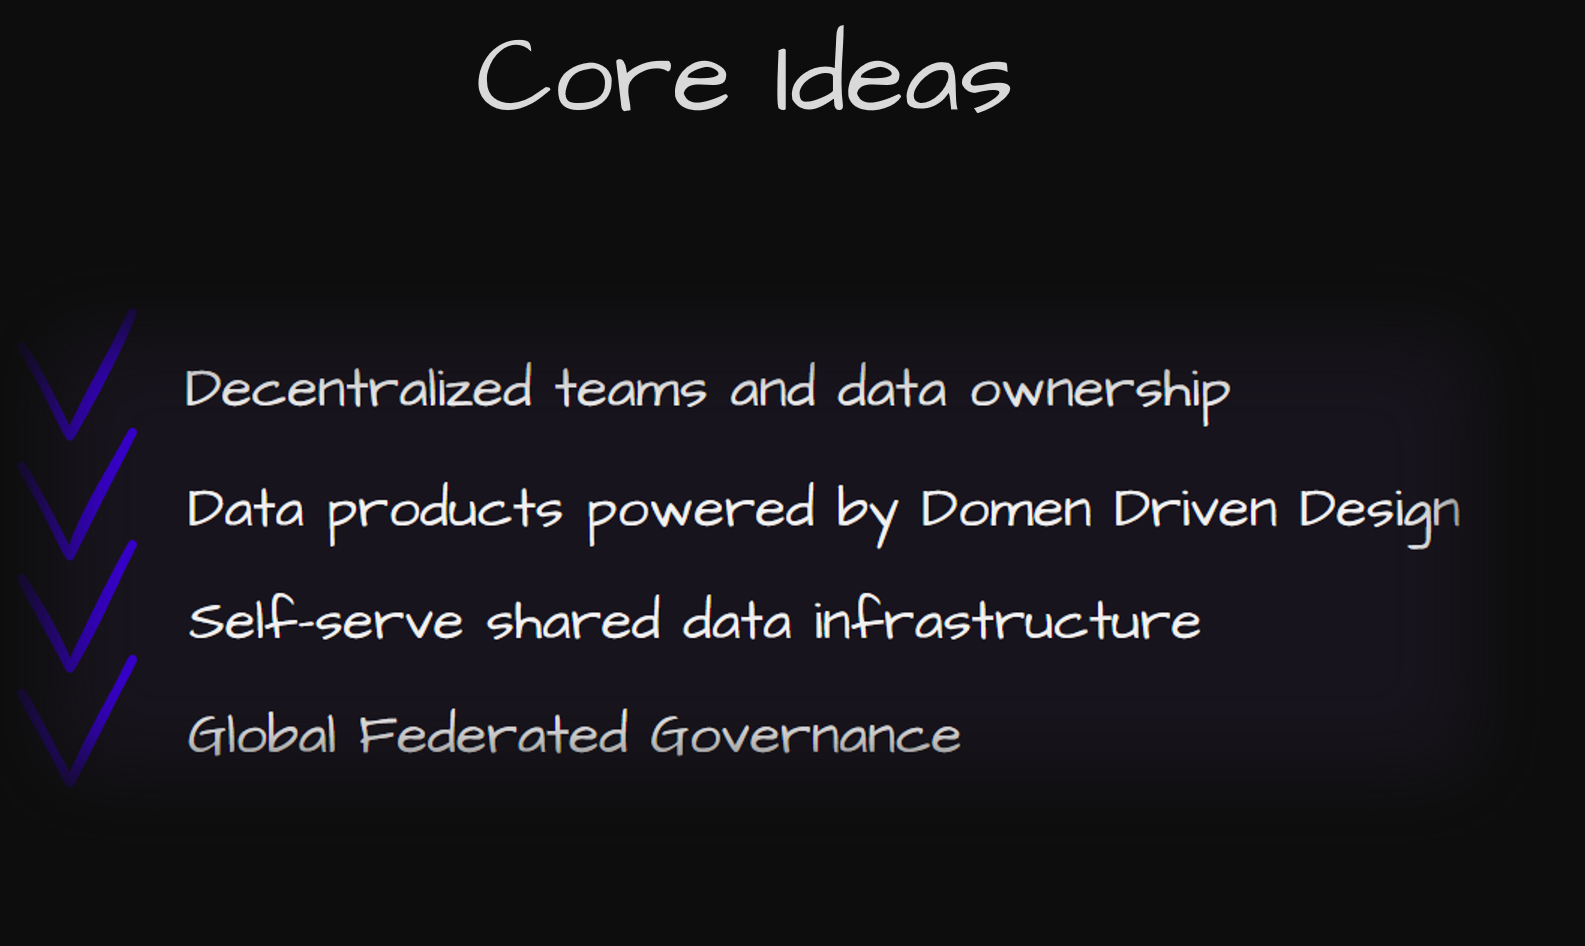 Core Ideas
Decentralized teams and data ownership
Data products powered by Domen Driven Design
Self-serve shared data infrastructure
Global Federated Governance